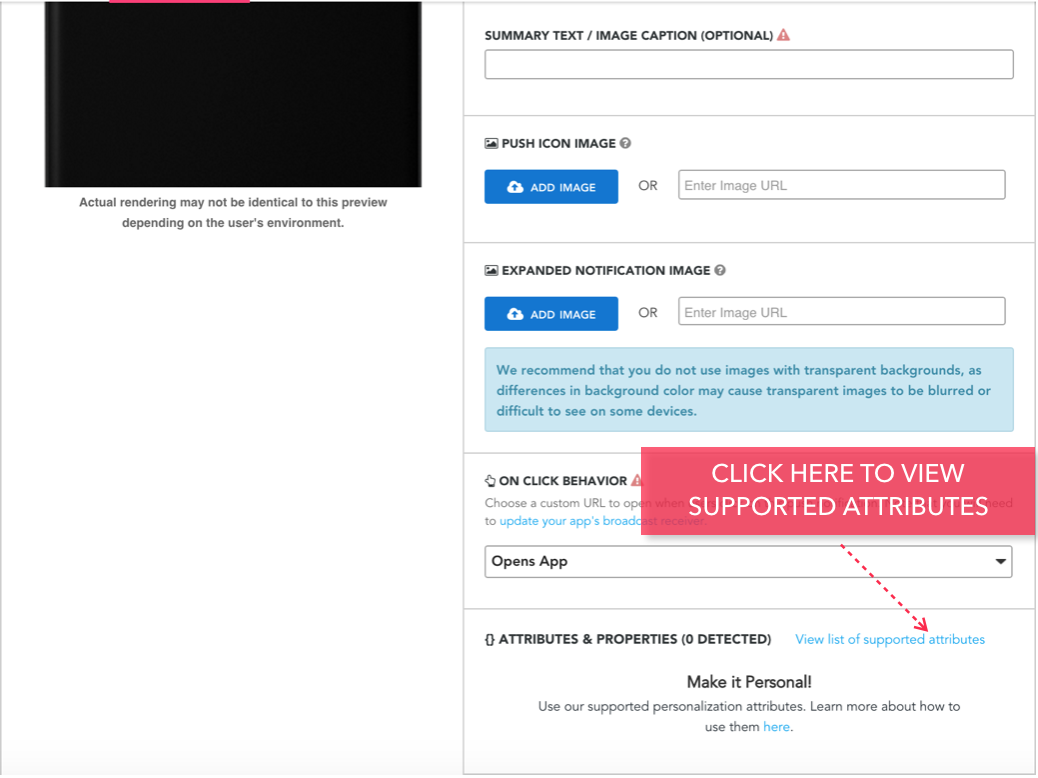 SUMMARY TEXT / IMAGE CAPTION (OPTIONAL)
PUSH ICON IMAGE
ADD IMAGE OR Enter Image URL
Actual rendering may not be identical to this preview
depending on the user's environment.
EXPANDED NOTIFICATION IMAGE
ADD IMAGE OR Enter Image URL
We recommend that you do not use images with transparent backgrounds, as
differences in background color may cause transparent images to be blurred or
difficult to see on some devices.
CLICK HERE TO VIEW
SUPPORTED ATTRIBUTES
ON CLICK BEHAVIOR
Choose a custom URL to open when need
to update your app's broadcast receiver.
Opens App
{} ATTRIBUTES & PROPERTIES (0 DETECTED) View list of supported attributes
Make it Personal!
Use our supported personalization attributes. Learn more about how to
use them here.